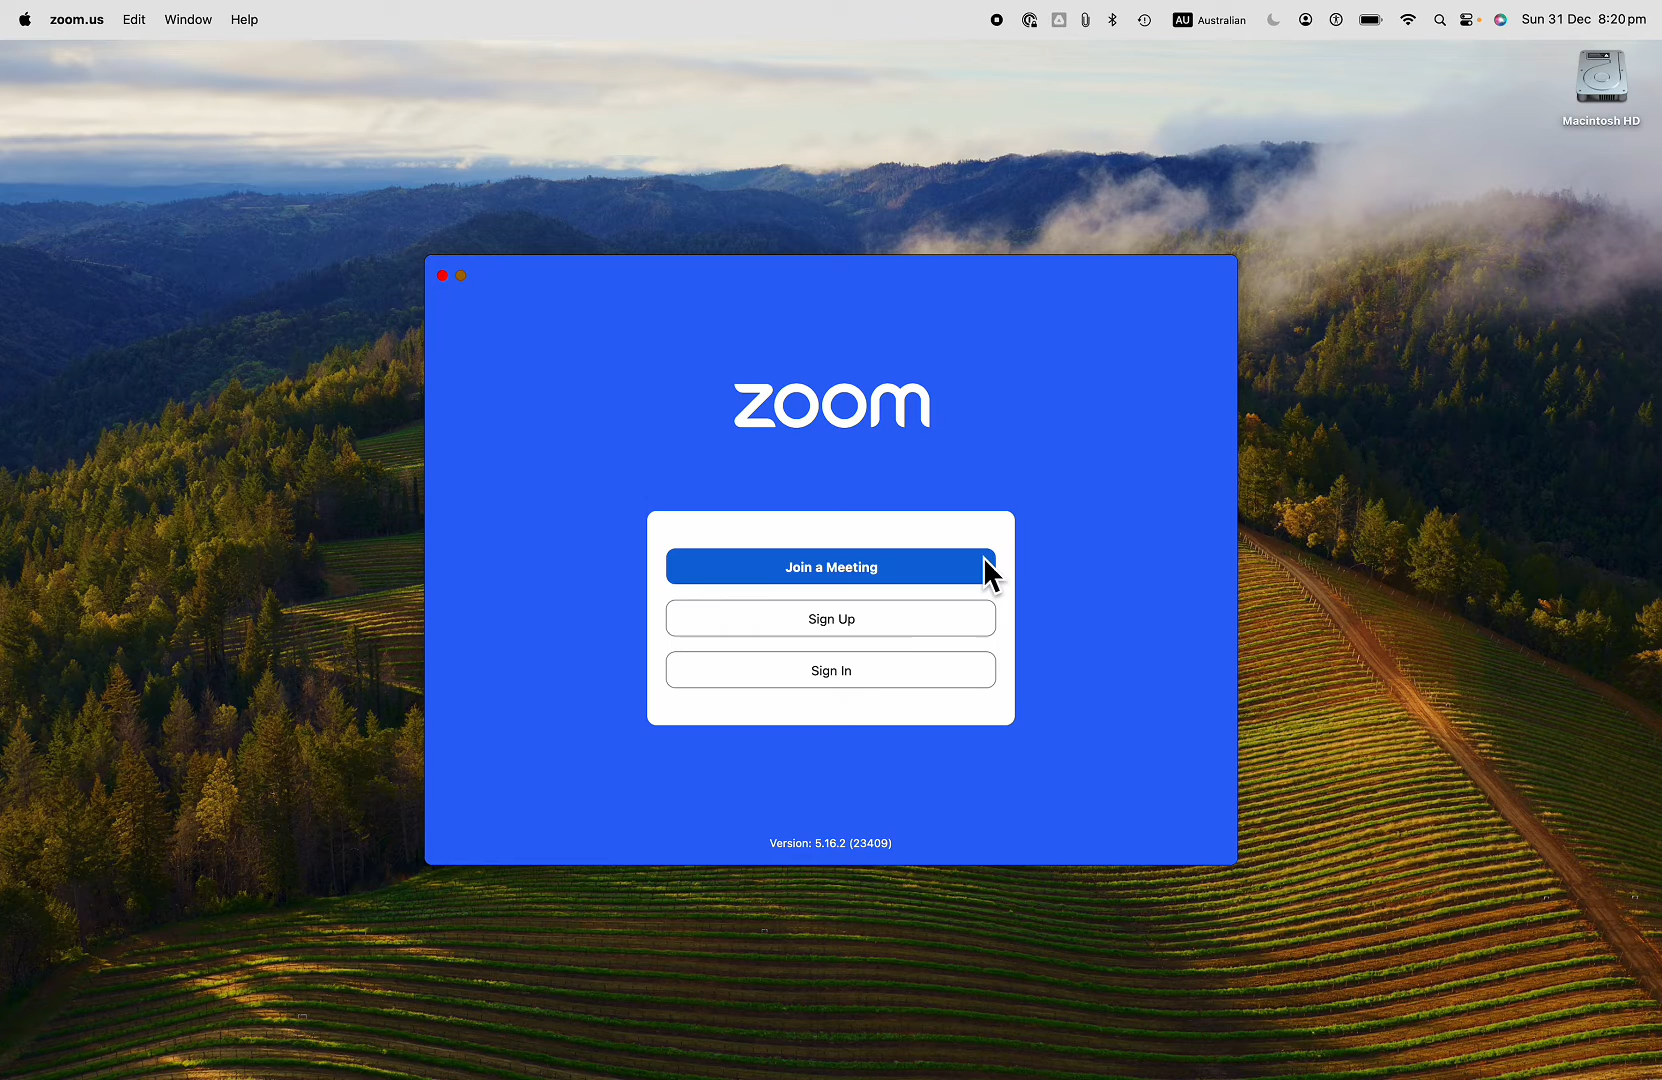 zoom.us Edit Window Help AU Australian Sun 31 Dec 8:20 pm
Macintosh HD
zoom
Join a Meeting
Sign Up
Sign In
Version: 5.16.2 (23409)